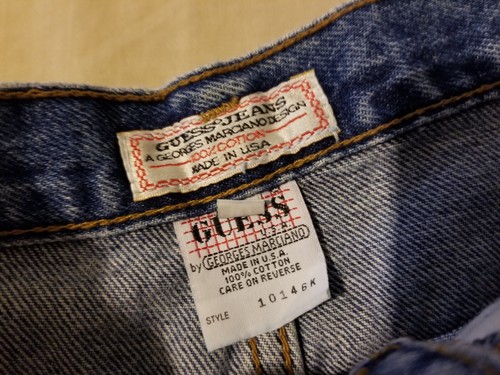 GUESS JEANS
A GEORGES MARCIANO DESIGN
100% COTTON
MADE IN U.S.A
GUESS
U.S.A.
by GEORGES MARCIANO
MADE IN U.S.A.
100% COTTON
CARE ON REVERSE
STYLE 10146K